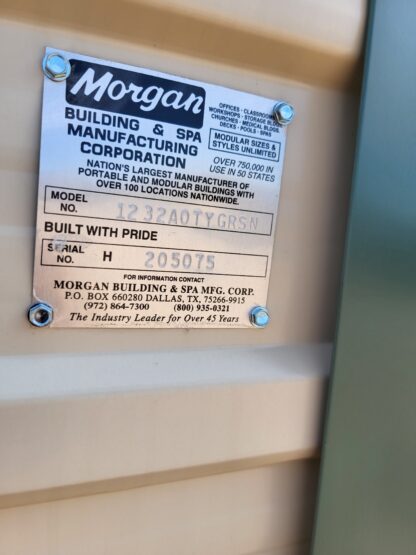 Morgan
BUILDING & SPA
MANUFACTURING
CORPORATION
OFFICES - CLASSROOMS
WORKSHOPS - STORAGE BLDGS.
CHURCHES - MEDICAL BLDGS.
DECKS - POOLS - SPAS
MODULAR SIZES &
STYLES UNLIMITED
OVER 750,000 IN
USE IN 50 STATES
NATION'S LARGEST MANUFACTURER OF
PORTABLE AND MODULAR BUILDINGS WITH
OVER 100 LOCATIONS NATIONWIDE.
MODEL NO. 1232AOTYGRSN
BUILT WITH PRIDE
SERIAL NO. H 205075
FOR INFORMATION CONTACT
MORGAN BUILDING & SPA MFG. CORP.
P.O. BOX 660280 DALLAS, TX, 75266-9915
(972) 864-7300 (800) 935-0321
The Industry Leader for Over 45 Years